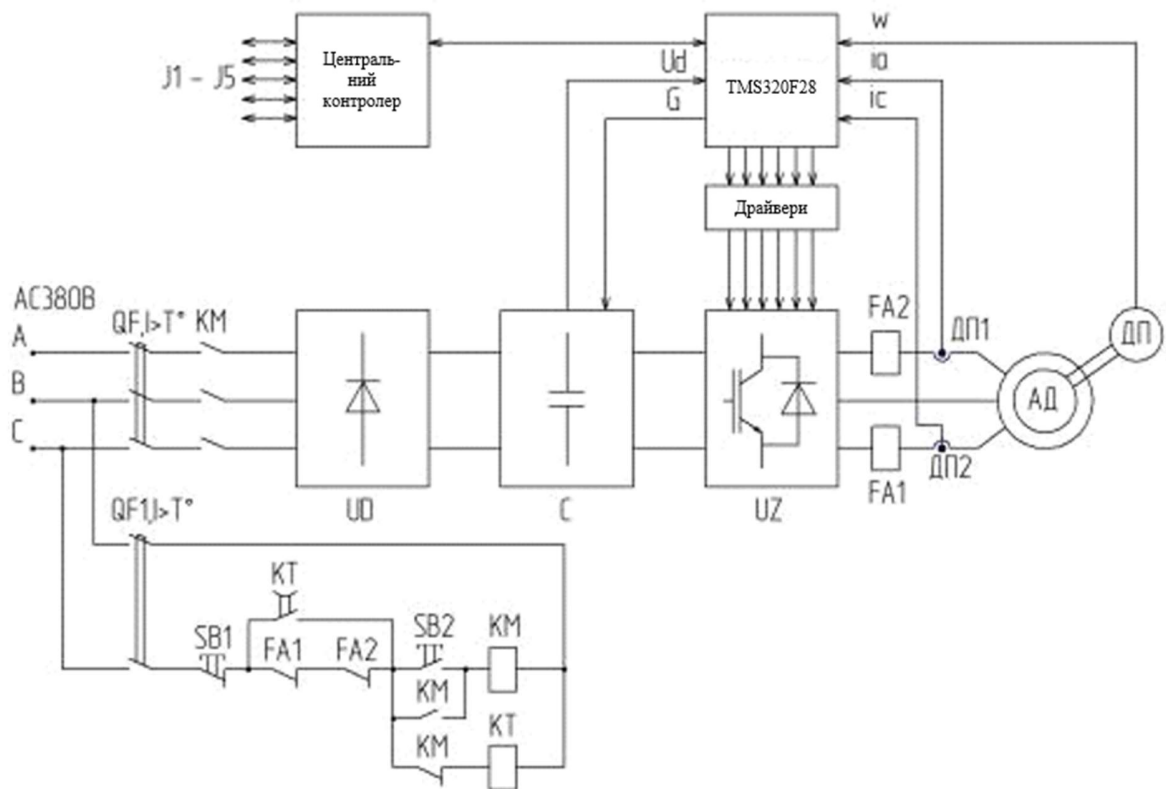 Централь-
ний
контролер
J1 – J5
TMS320F28
Ud
G
w
ia
ic
Драйвери
AC380В
A
B
C
QF,I>T°
KM
UD
C
UZ
FA2
FA1
ДП1
ДП2
АД
ДП
QF1,I>T°
KT
SB1
FA1
FA2
SB2
KM
KM
KM
KT